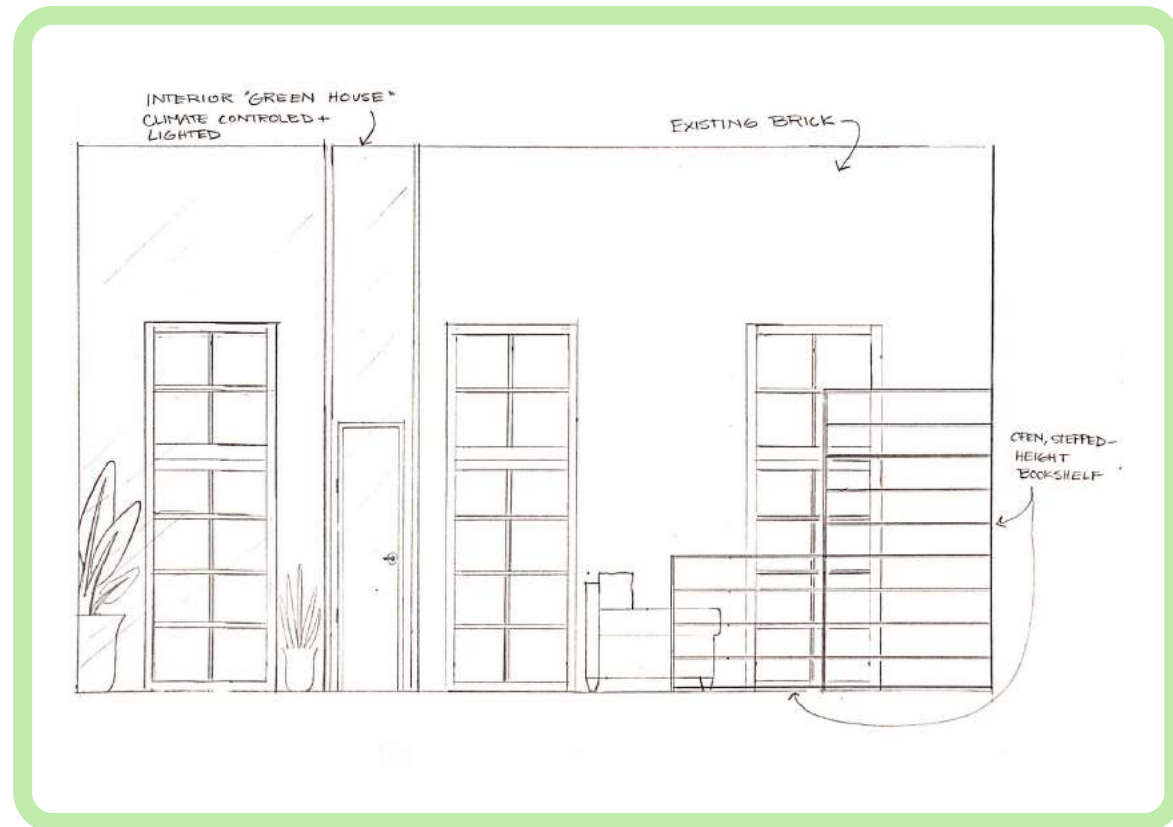 INTERIOR "GREEN HOUSE"
CLIMATE CONTROLED +
LIGHTED
EXISTING BRICK
OPEN, STEPPED-
HEIGHT
BOOKSHELF